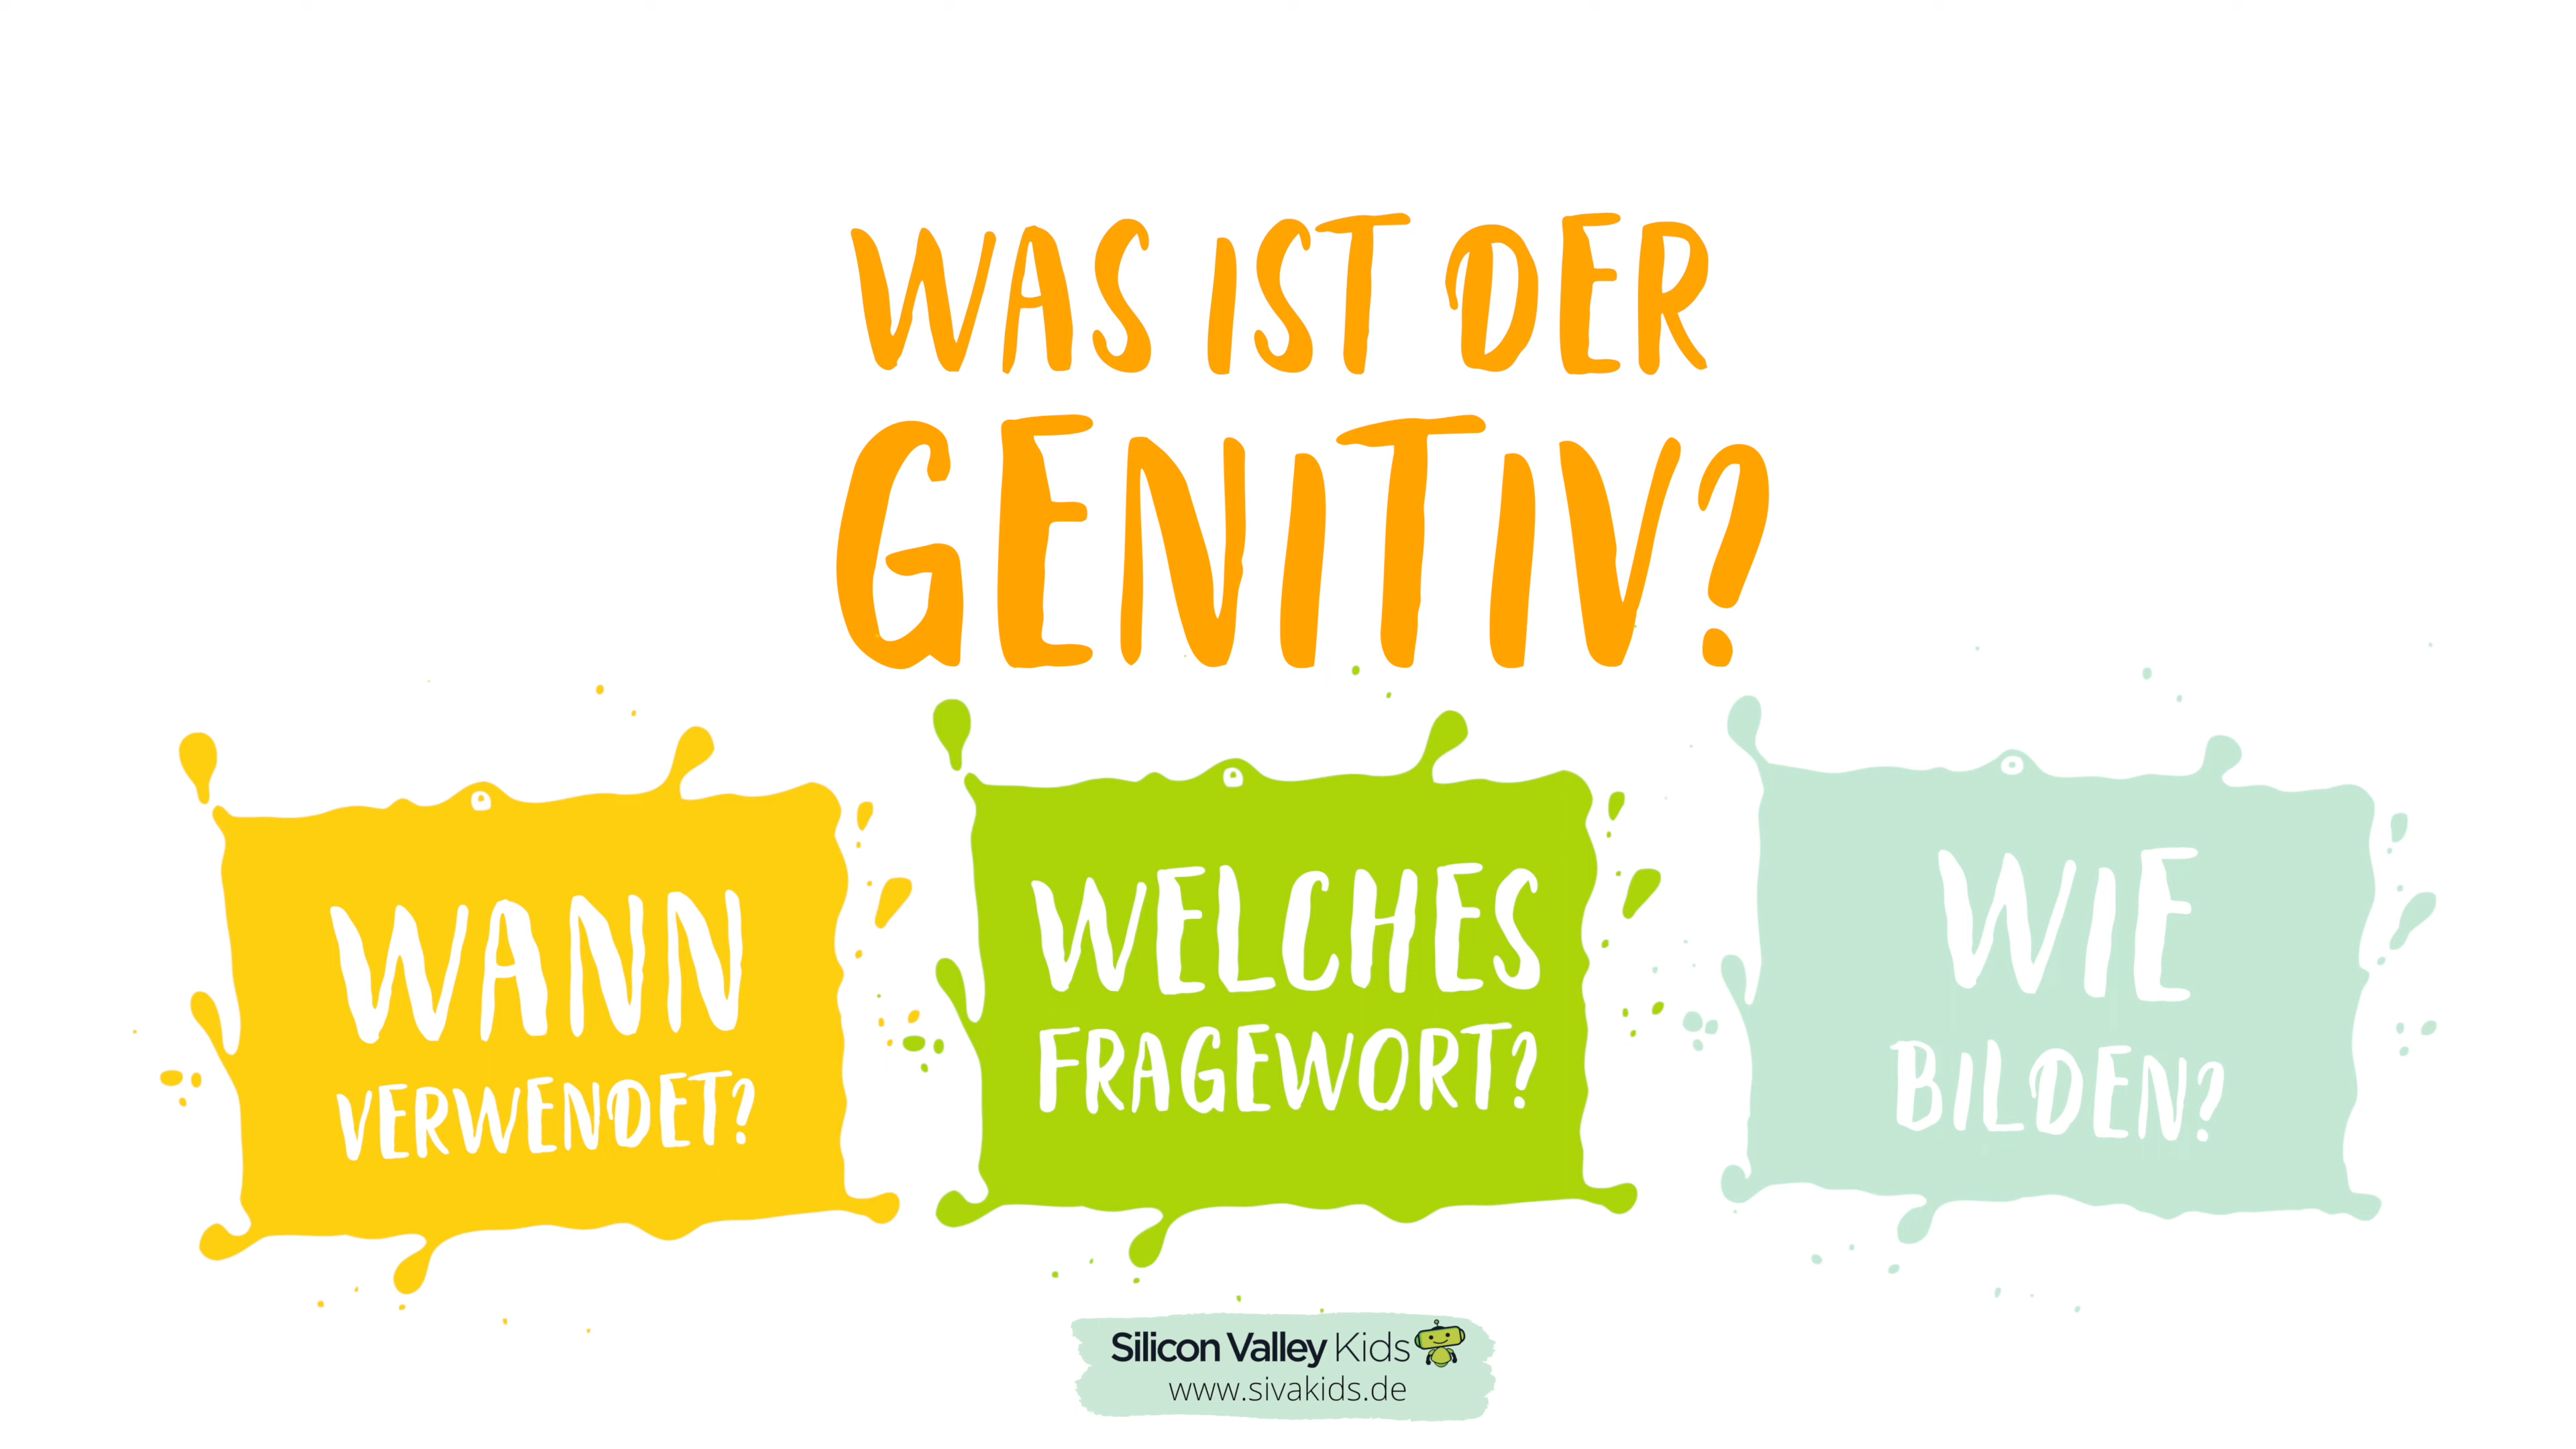 WAS IST DER
GENITIV?
WANN
VERWENDET?
WELCHES
FRAGEWORT?
WIE
BILDEN?
Silicon Valley Kids
www.sivakids.de